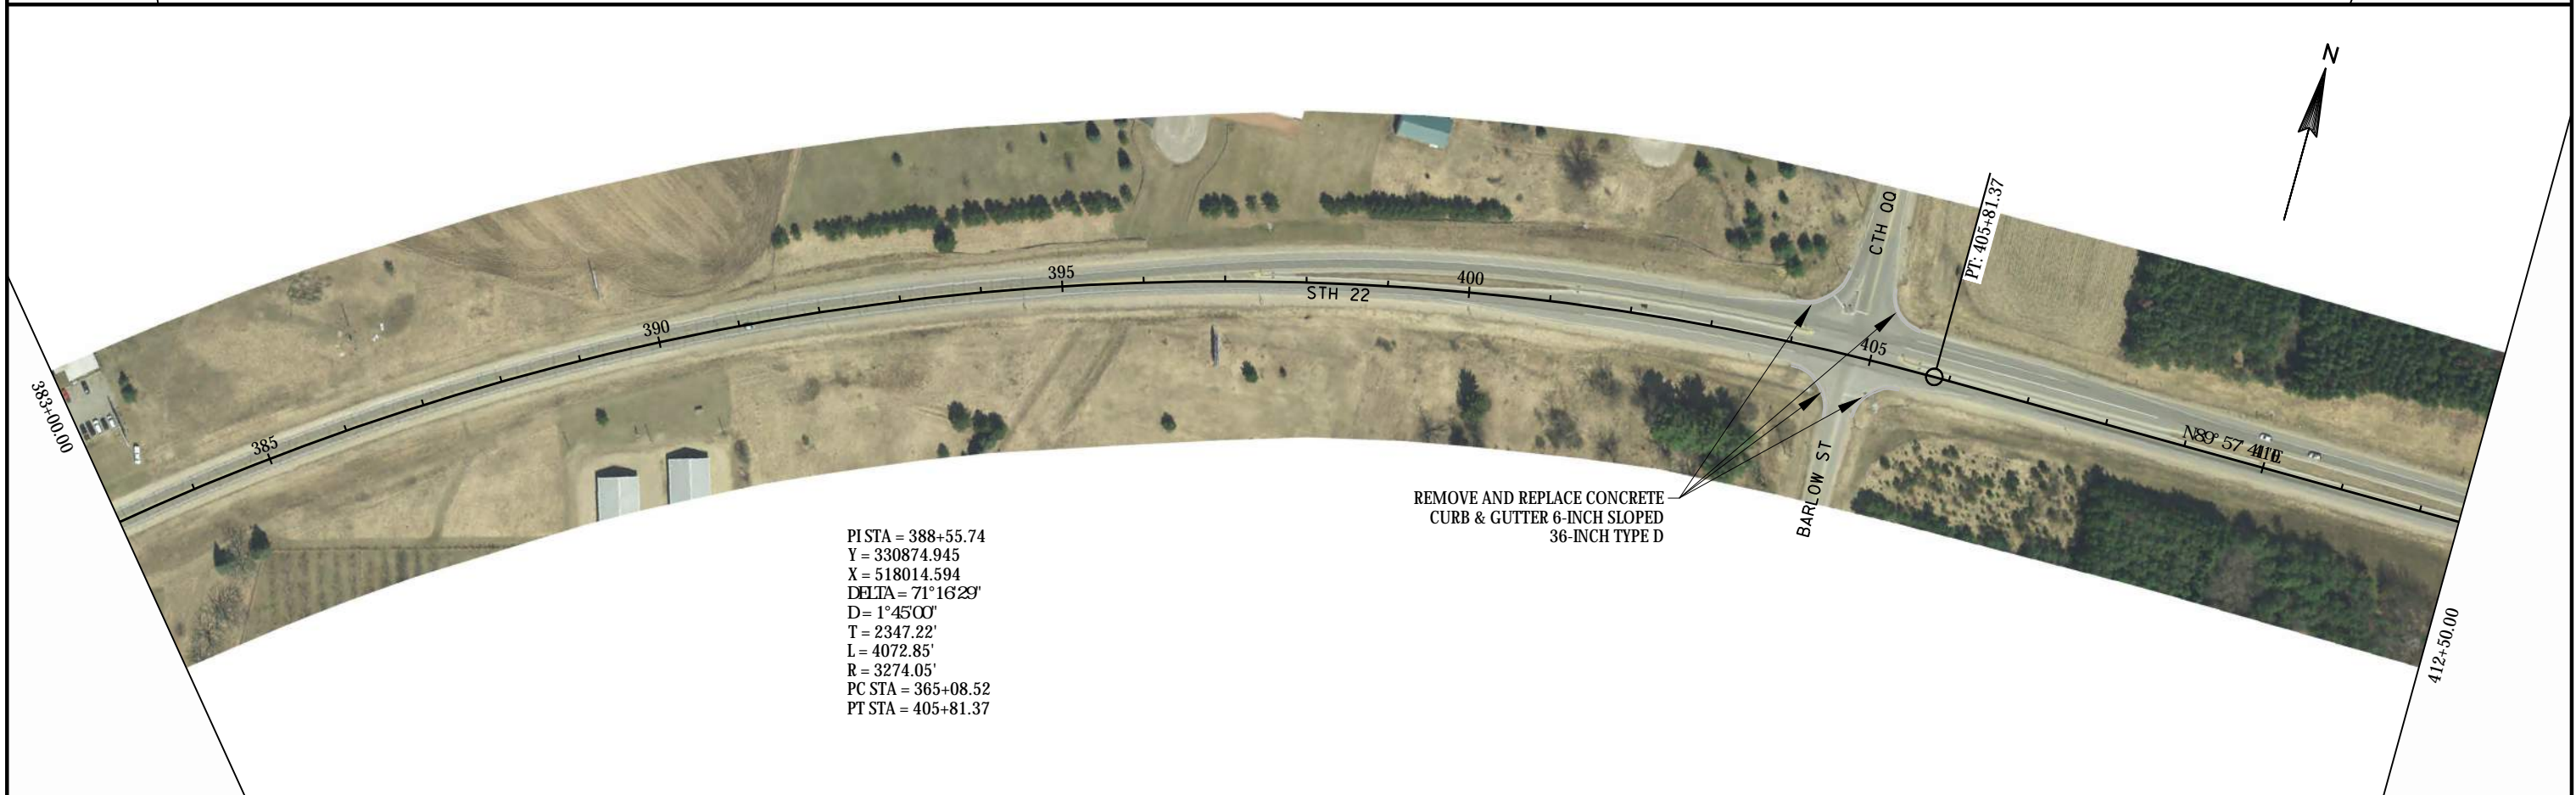 N
CTH QQ
PT: 405+81.37
395
400
STH 22
390
405
385
383+00.00
N89° 57'
BARLOW ST
REMOVE AND REPLACE CONCRETE
CURB & GUTTER 6-INCH SLOPED
36-INCH TYPE D
PI STA = 388+55.74
Y = 330874.945
X = 518014.594
DELTA = 71°16'29"
D = 1°45'00"
T = 2347.22'
L = 4072.85'
R = 3274.05'
PC STA = 365+08.52
PT STA = 405+81.37
412+50.00